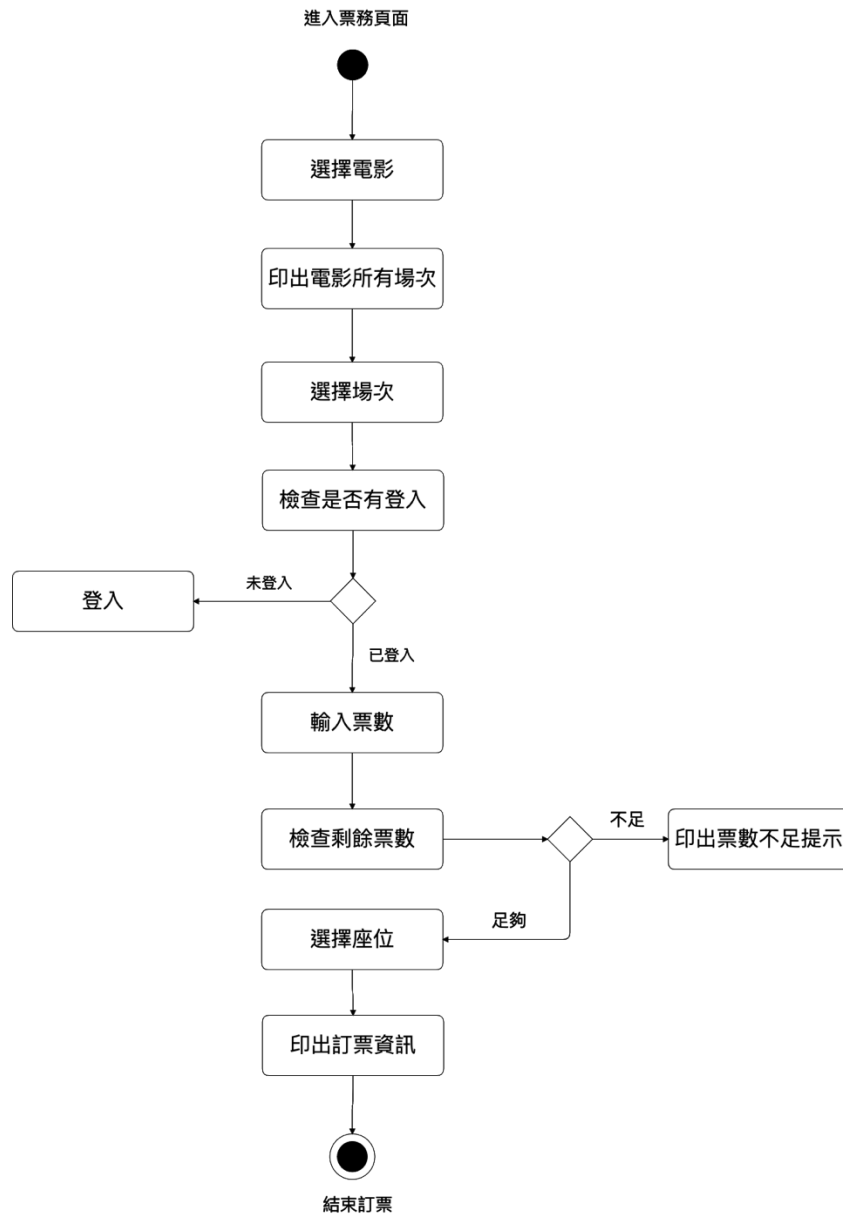 進入票務頁面
選擇電影
印出電影所有場次
選擇場次
檢查是否有登入
未登入
登入
已登入
輸入票數
檢查剩餘票數
不足
印出票數不足提示
足夠
選擇座位
印出訂票資訊
結束訂票